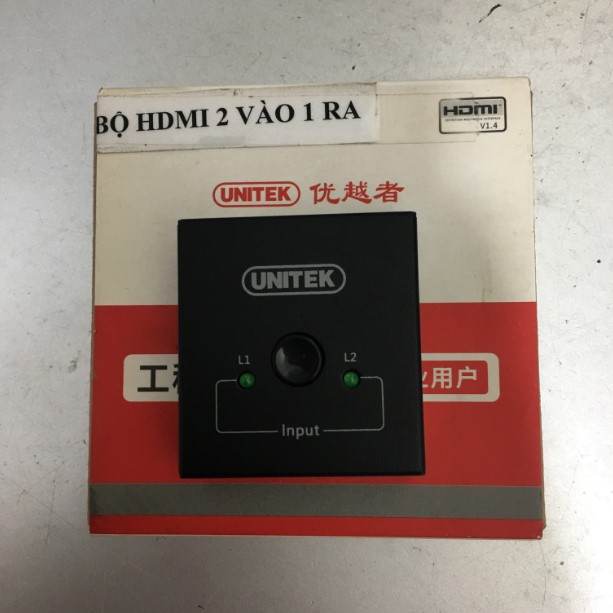 BỘ HDMI 2 VÀO 1 RA
HDMI
V1.4
UNITEK 优越者
UNITEK
L1 L2
Input
工
业用户